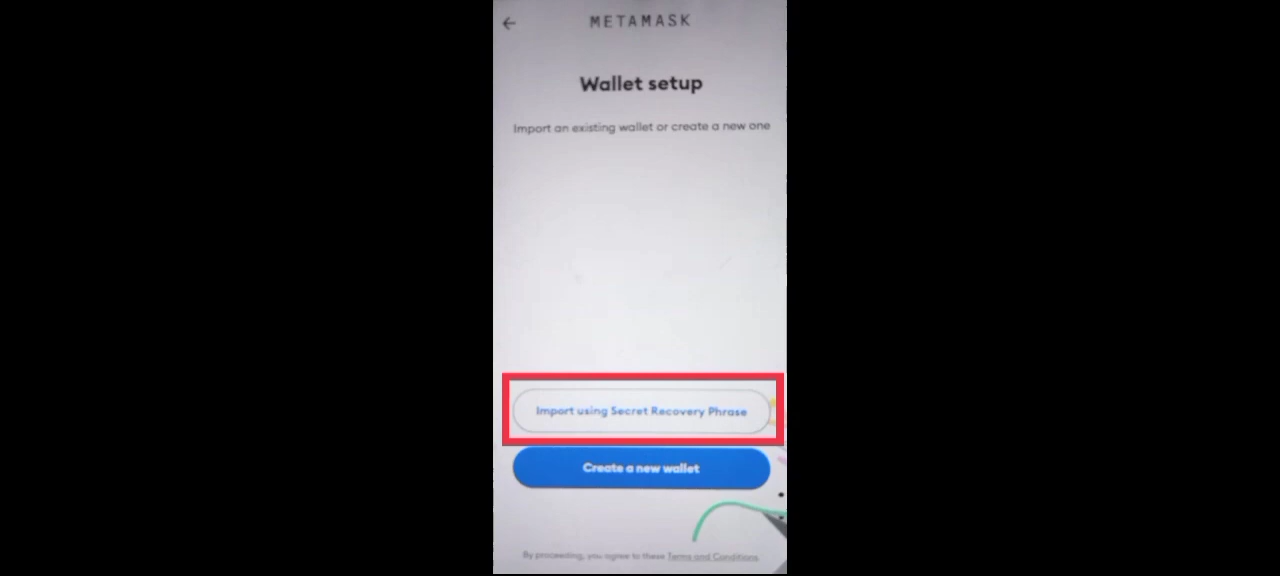 METAMASK
Wallet setup
Import an existing wallet or create a new one
Import using Secret Recovery Phrase
Create a new wallet
By proceeding, you agree to these Terms and Conditions.